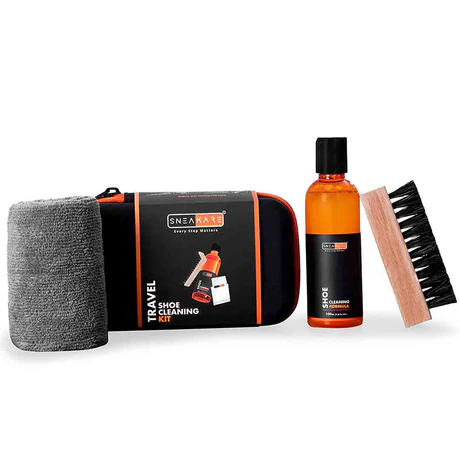 SNEAKARE
Every Step Matters
TRAVEL
SHOE
CLEANING
KIT
SNEAKARE
SHOE
CLEANING
FORMULA